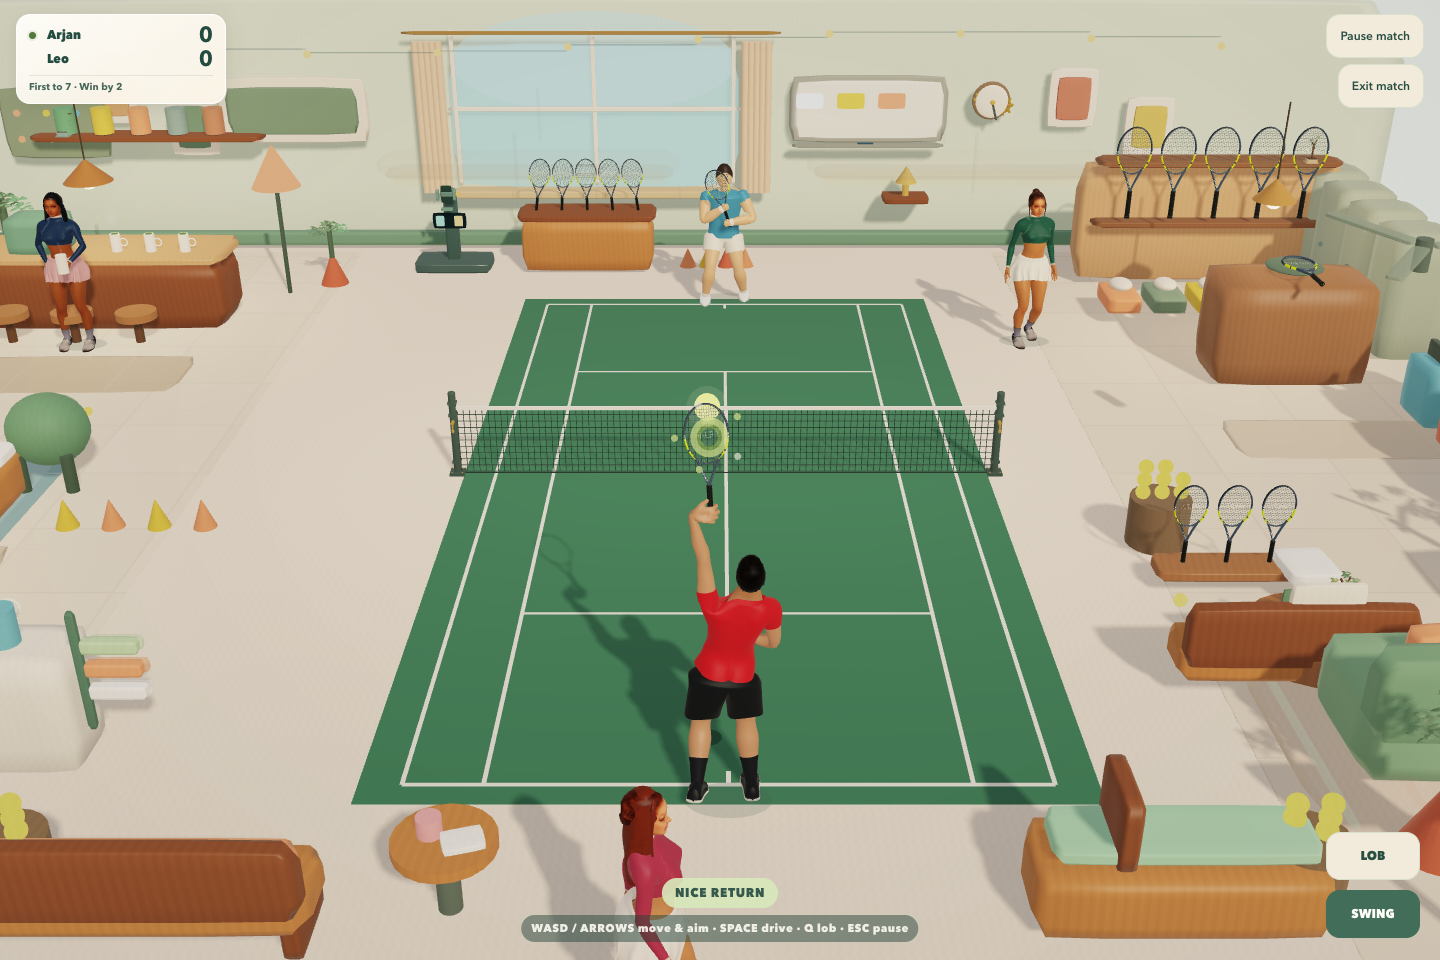 Arjan 0
Leo 0
First to 7 · Win by 2
Pause match
Exit match
NICE RETURN
WASD / ARROWS move & aim · SPACE drive · Q lob · ESC pause
LOB
SWING